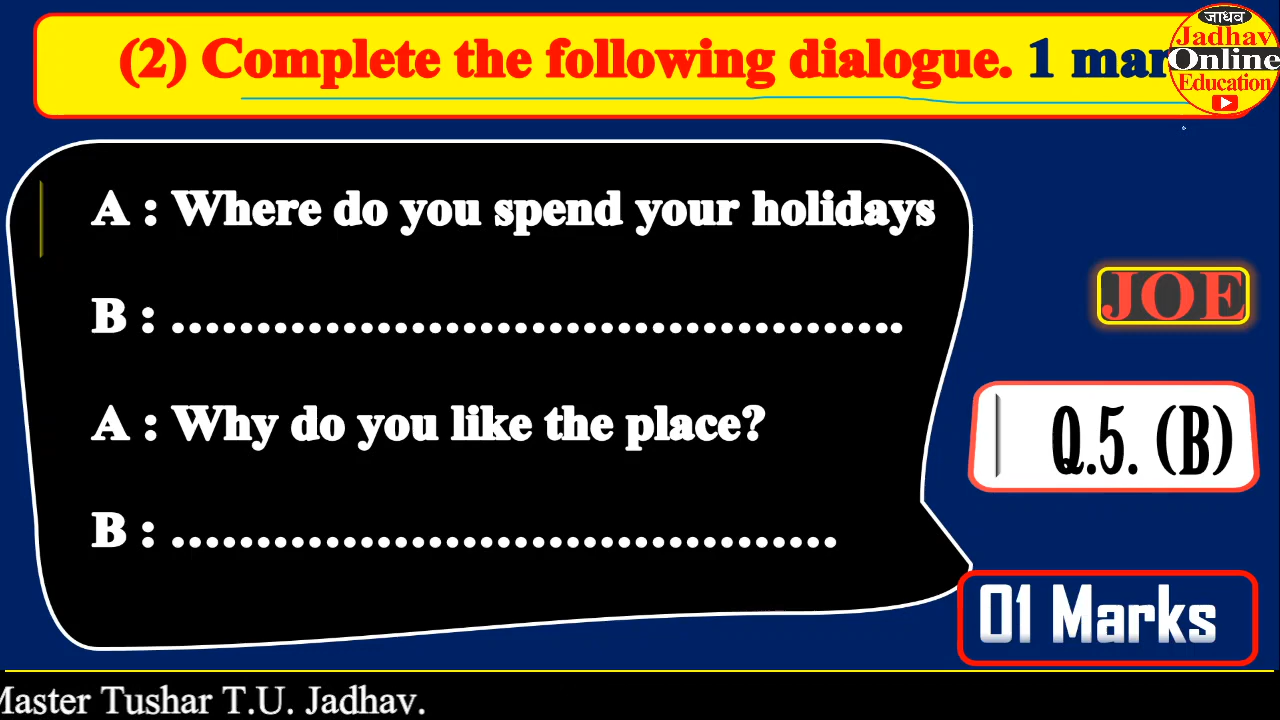 (2) Complete the following dialogue. 1 mar
जाधव
Jadhav
Online
Education
A : Where do you spend your holidays
B : ...........................................
A : Why do you like the place?
B : .......................................
JOE
Q.5. (B)
01 Marks
Master Tushar T.U. Jadhav.